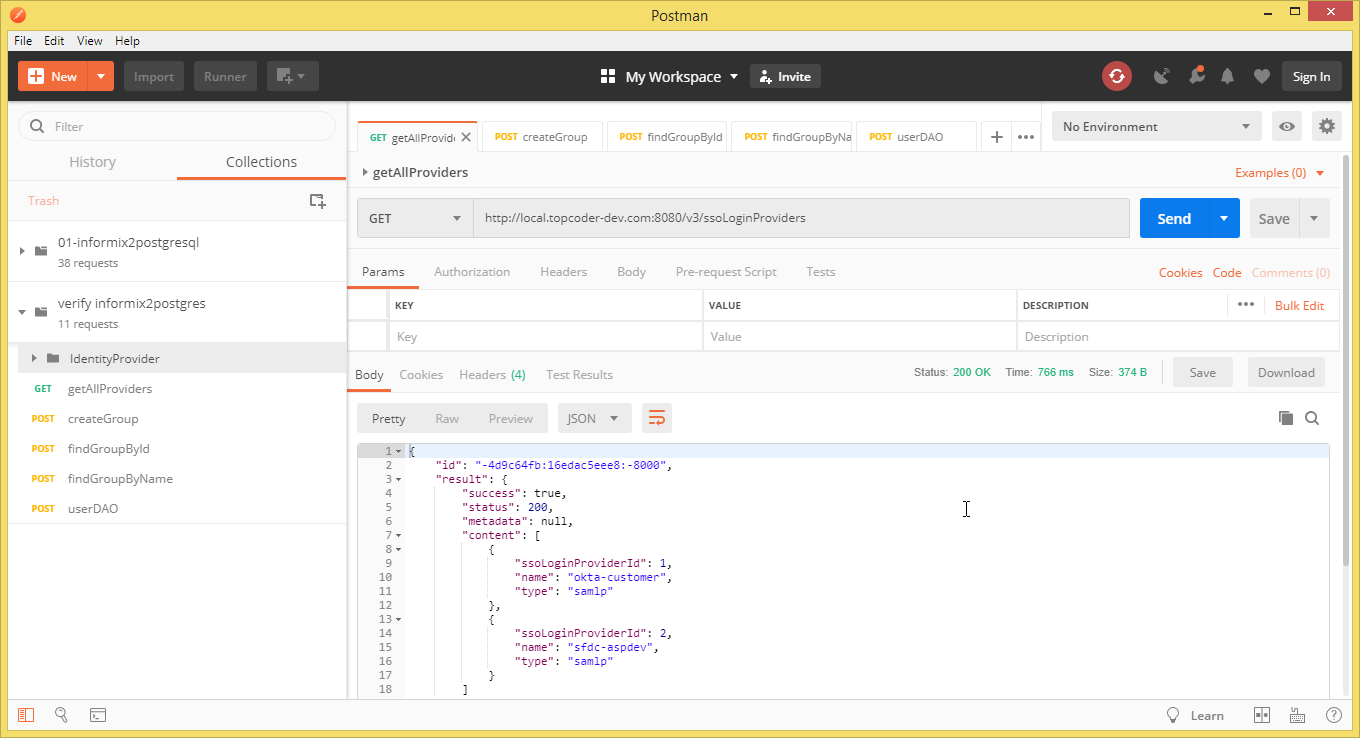 Postman
File Edit View Help
New Import Runner My Workspace Invite Sign In
Filter
History Collections
Trash
01-informix2postgresql
38 requests
verify informix2postgres
11 requests
IdentityProvider
GET getAllProviders
POST createGroup
POST findGroupById
POST findGroupByName
POST userDAO
GET getAllProvide POST createGroup POST findGroupById POST findGroupByNa POST userDAO No Environment
getAllProviders Examples (0)
GET http://local.topcoder-dev.com:8080/v3/ssoLoginProviders Send Save
Params Authorization Headers Body Pre-request Script Tests Cookies Code Comments (0)
KEY VALUE DESCRIPTION Bulk Edit
Key Value Description
Body Cookies Headers (4) Test Results Status: 200 OK Time: 766 ms Size: 374 B Save Download
Pretty Raw Preview JSON
1 {
2 "id": "-4d9c64fb:16edac5eee8:-8000",
3 "result": {
4 "success": true,
5 "status": 200,
6 "metadata": null,
7 "content": [
8 {
9 "ssoLoginProviderId": 1,
10 "name": "okta-customer",
11 "type": "samlp"
12 },
13 {
14 "ssoLoginProviderId": 2,
15 "name": "sfdc-aspdev",
16 "type": "samlp"
17 }
18 ]
Learn